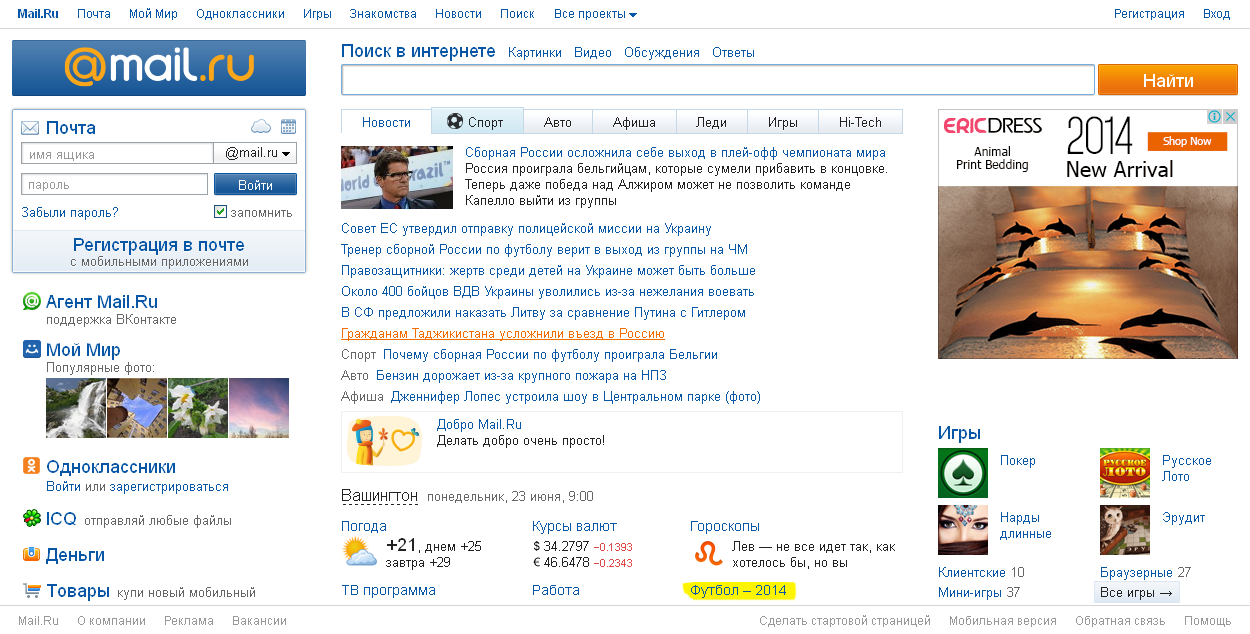 Mail.Ru Почта Мой Мир Одноклассники Игры Знакомства Новости Поиск Все проекты Регистрация Вход
@mail.ru
Поиск в интернете Картинки Видео Обсуждения Ответы
Найти
Почта
имя ящика @mail.ru
пароль Войти
Забыли пароль? запомнить
Регистрация в почте
с мобильными приложениями
Агент Mail.Ru
поддержка ВКонтакте
Мой Мир
Популярные фото:
Одноклассники
Войти или зарегистрироваться
ICQ отправляй любые файлы
Деньги
Товары купи новый мобильный
Новости Спорт Авто Афиша Леди Игры Hi-Tech
Сборная России осложнила себе выход в плей-офф чемпионата мира
Россия проиграла бельгийцам, которые сумели прибавить в концовке.
Теперь даже победа над Алжиром может не позволить команде
Капелло выйти из группы
Совет ЕС утвердил отправку полицейской миссии на Украину
Тренер сборной России по футболу верит в выход из группы на ЧМ
Правозащитники: жертв среди детей на Украине может быть больше
Около 400 бойцов ВДВ Украины уволились из-за нежелания воевать
В СФ предложили наказать Литву за сравнение Путина с Гитлером
Гражданам Таджикистана усложнили въезд в Россию
Спорт Почему сборная России по футболу проиграла Бельгии
Авто Бензин дорожает из-за крупного пожара на НПЗ
Афиша Дженнифер Лопес устроила шоу в Центральном парке (фото)
Добро Mail.Ru
Делать добро очень просто!
Вашингтон понедельник, 23 июня, 9:00
Погода
+21, днем +25
завтра +29
Курсы валют
$ 34.2797 −0.1393
€ 46.6478 −0.2343
Гороскопы
Лев — не все идет так, как
хотелось бы, но вы
ТВ программа Работа Футбол – 2014
ERICDRESS
Animal
Print Bedding
2014
New Arrival
Shop Now
Игры
Покер
Русское
Лото
РУССКОЕ
ЛОТО
Нарды
длинные
Эрудит
Клиентские 10 Браузерные 27
Мини-игры 37 Все игры →
Mail.Ru О компании Реклама Вакансии Сделать стартовой страницей Мобильная версия Обратная связь Помощь